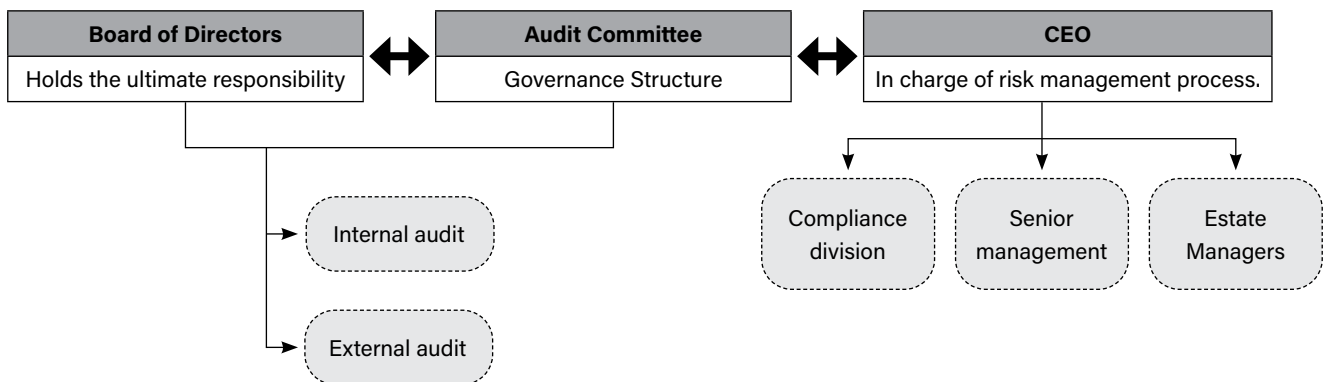 Board of Directors
Holds the ultimate responsibility
Audit Committee
Governance Structure
CEO
In charge of risk management process.
Internal audit
External audit
Compliance
division
Senior
management
Estate
Managers